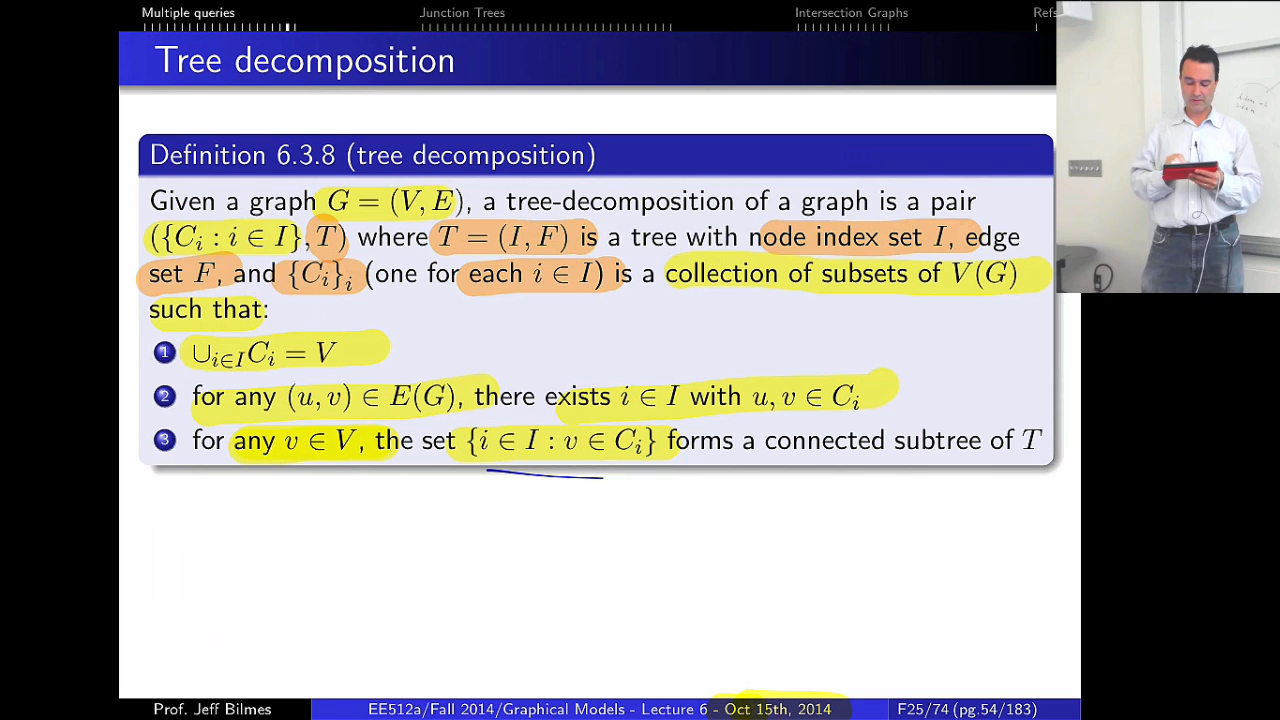 Multiple queries Junction Trees Intersection Graphs Refs
Tree decomposition
Definition 6.3.8 (tree decomposition)
Given a graph G = (V, E), a tree-decomposition of a graph is a pair
({C_i : i ∈ I}, T) where T = (I, F) is a tree with node index set I, edge
set F, and {C_i}_i (one for each i ∈ I) is a collection of subsets of V(G)
such that:
1 ∪_{i∈I} C_i = V
2 for any (u, v) ∈ E(G), there exists i ∈ I with u, v ∈ C_i
3 for any v ∈ V, the set {i ∈ I : v ∈ C_i} forms a connected subtree of T
Prof. Jeff Bilmes EE512a/Fall 2014/Graphical Models - Lecture 6 - Oct 15th, 2014 F25/74 (pg.54/183)